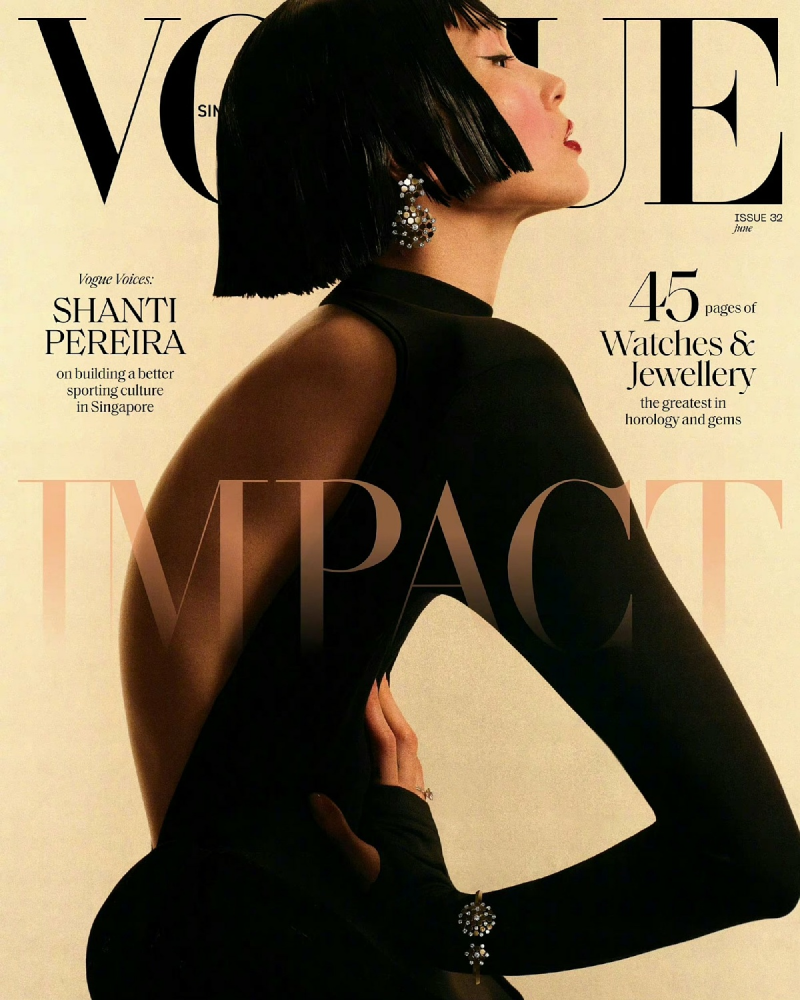 VOGUE
SIN
ISSUE 32
june
Vogue Voices:
SHANTI
PEREIRA
on building a better
sporting culture
in Singapore
45 pages of
Watches &
Jewellery
the greatest in
horology and gems
IMPACT